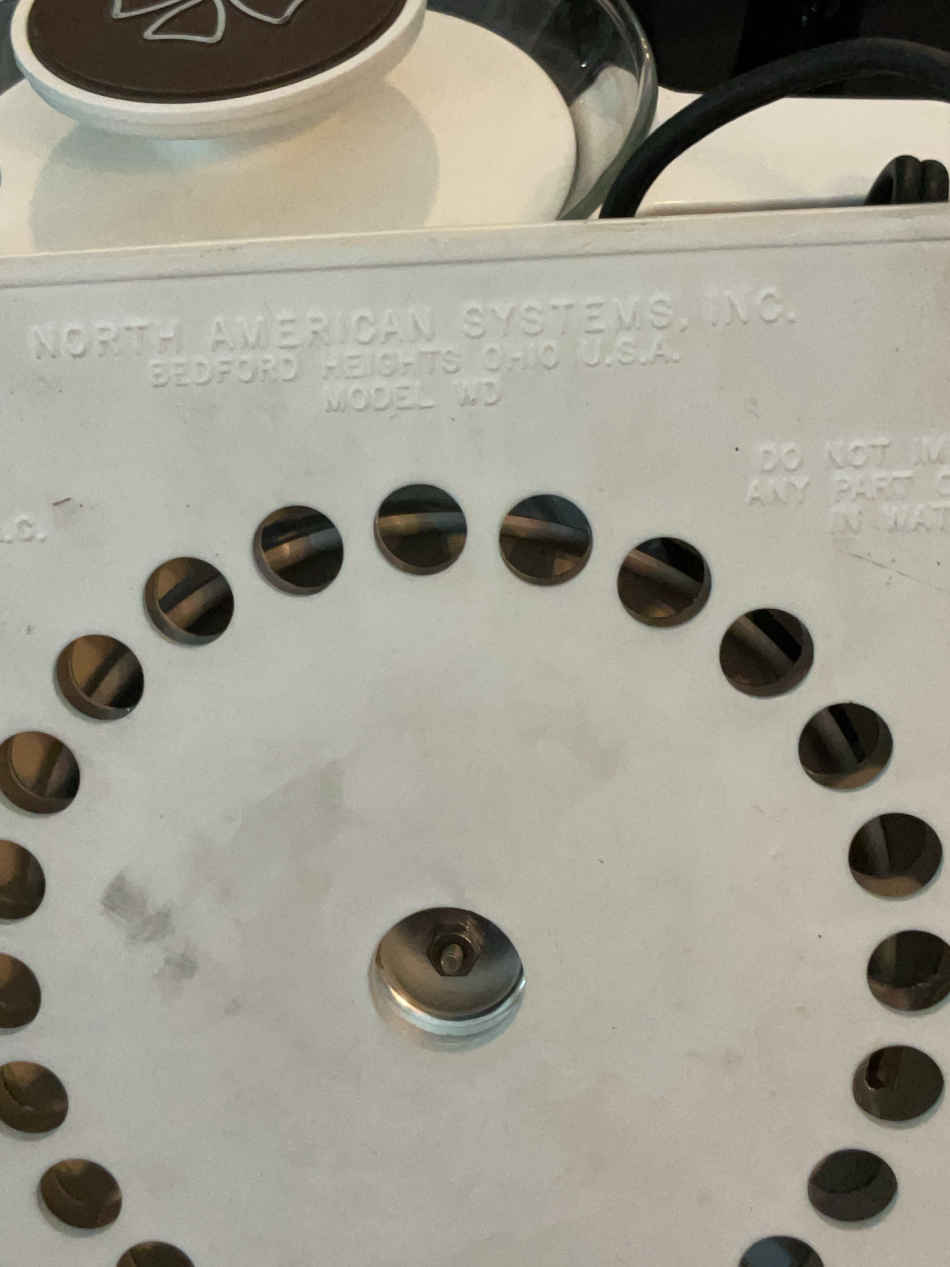 NORTH AMERICAN SYSTEMS, INC.
BEDFORD HEIGHTS OHIO U.S.A.
MODEL WD
DO NOT IM
ANY PART O
IN WAT
.C.